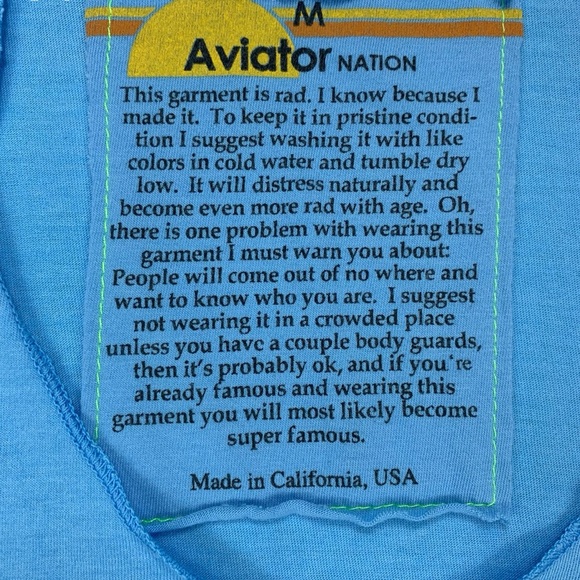 M
Aviator NATION
This garment is rad. I know because I
made it. To keep it in pristine condi-
tion I suggest washing it with like
colors in cold water and tumble dry
low. It will distress naturally and
become even more rad with age. Oh,
there is one problem with wearing this
garment I must warn you about:
People will come out of no where and
want to know who you are. I suggest
not wearing it in a crowded place
unless you have a couple body guards,
then it's probably ok, and if you're
already famous and wearing this
garment you will most likely become
super famous.
Made in California, USA